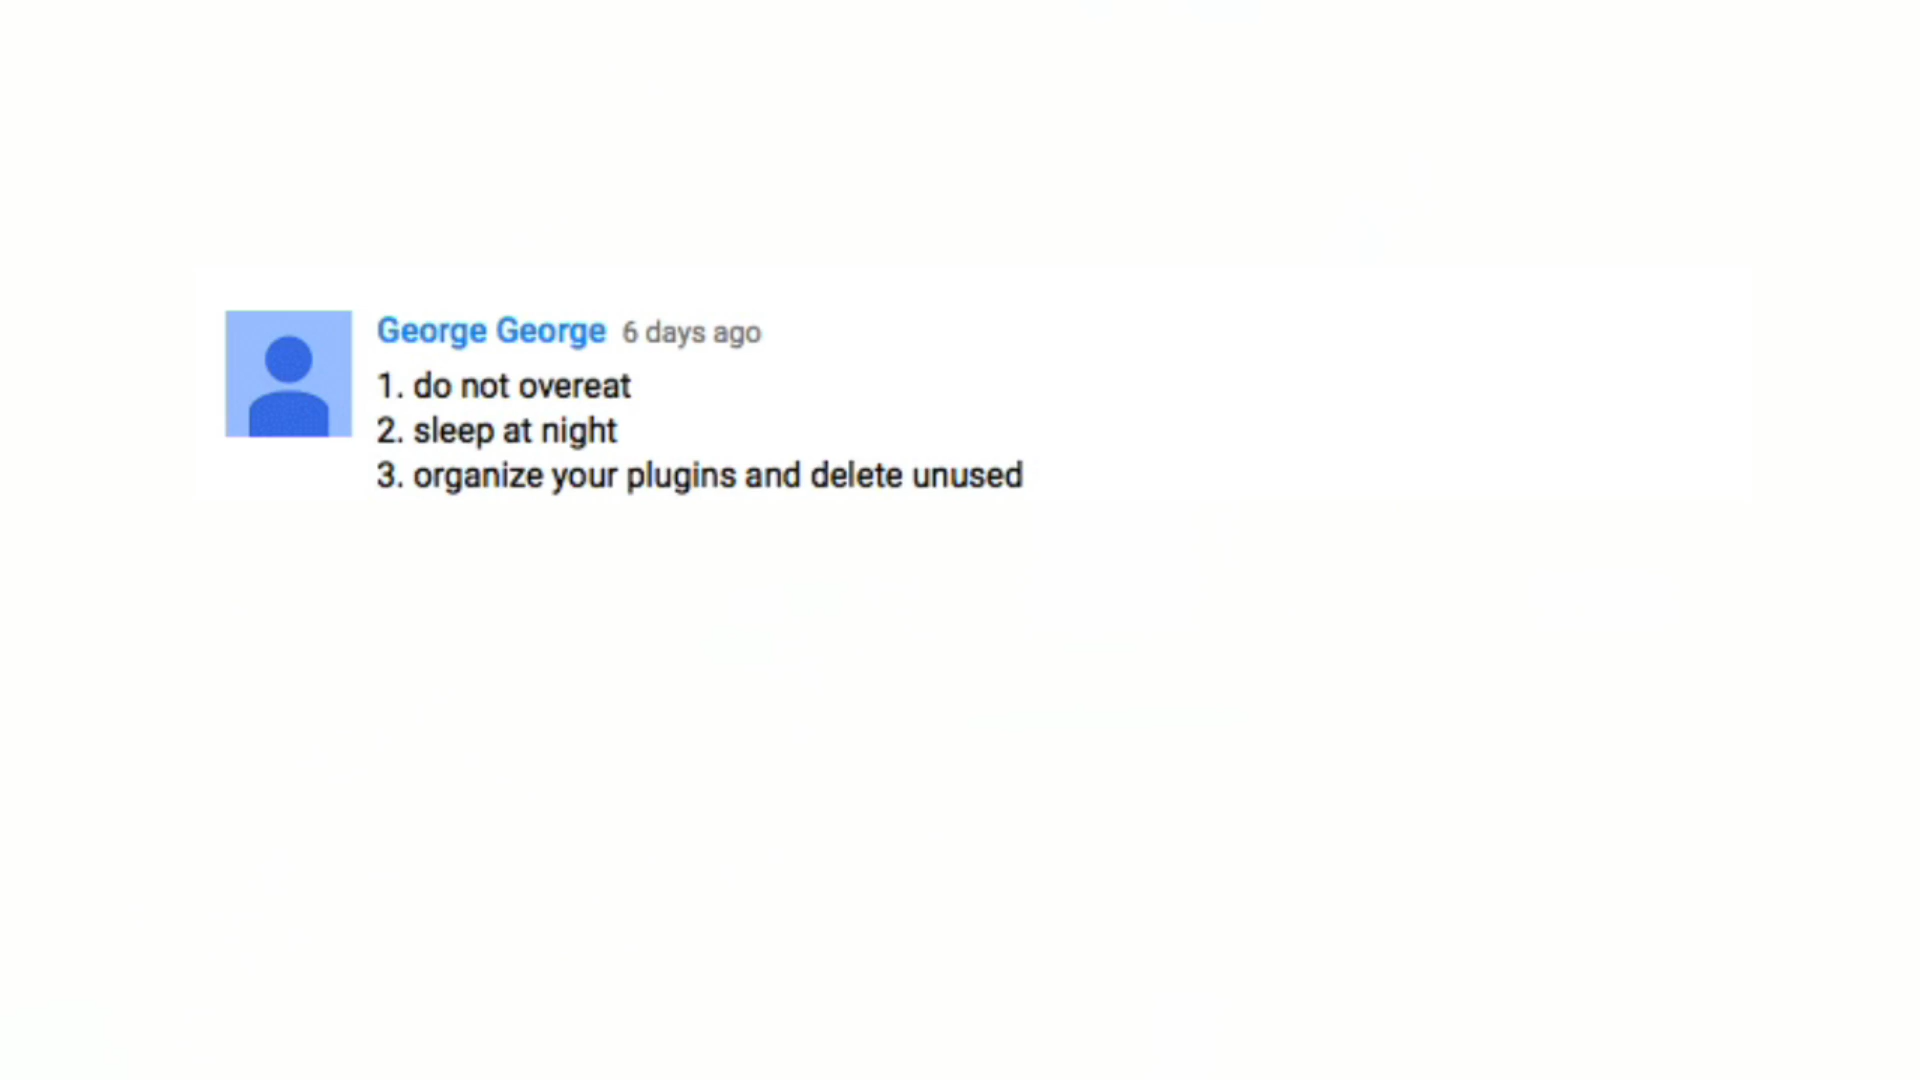 George George 6 days ago
1. do not overeat
2. sleep at night
3. organize your plugins and delete unused